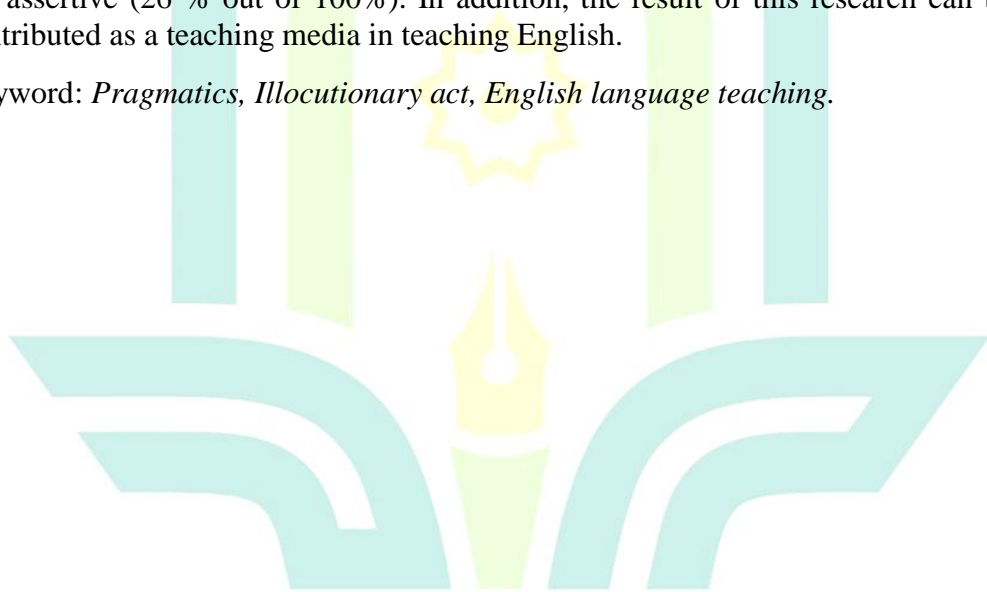 assertive (26 % out of 100%). In addition, the result of this research can
tributed as a teaching media in teaching English.
yword: Pragmatics, Illocutionary act, English language teaching.